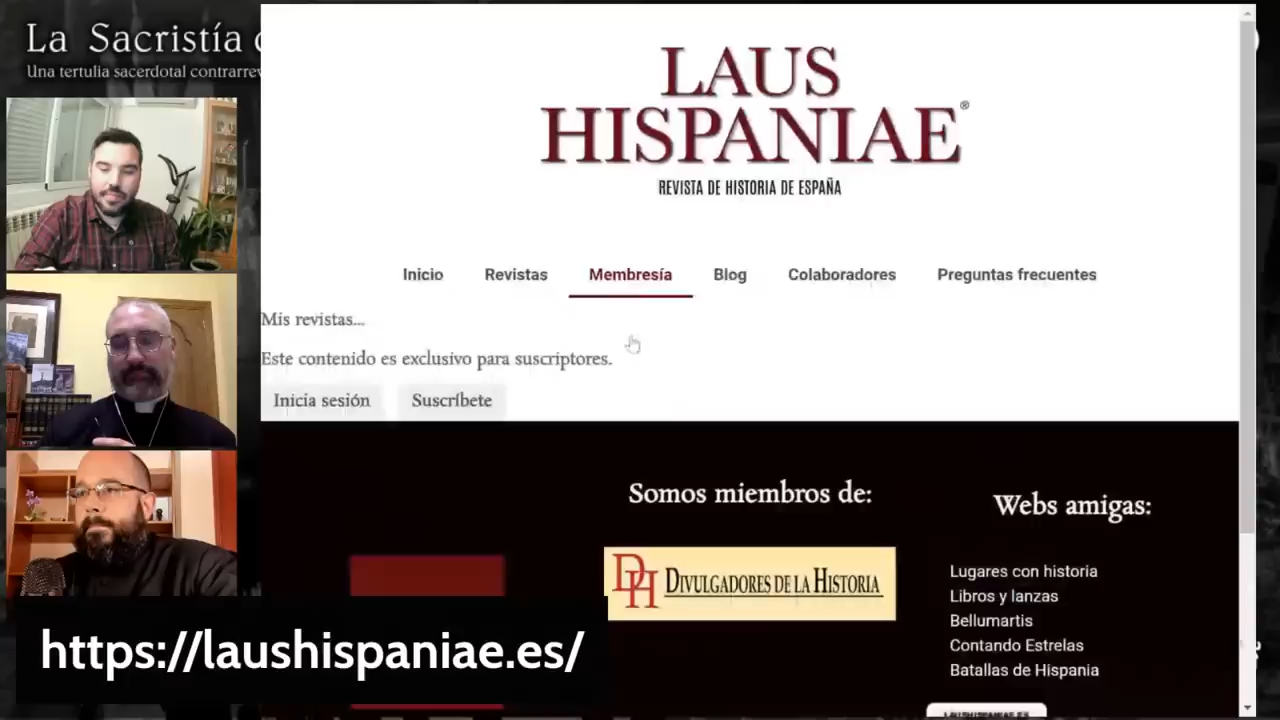 La Sacristía
Una tertulia sacerdotal contrarrev
LAUS
HISPANIAE®
REVISTA DE HISTORIA DE ESPAÑA
Inicio Revistas Membresía Blog Colaboradores Preguntas frecuentes
Mis revistas...
Este contenido es exclusivo para suscriptores.
Inicia sesión Suscríbete
Somos miembros de:
DH DIVULGADORES DE LA HISTORIA
Webs amigas:
Lugares con historia
Libros y lanzas
Bellumartis
Contando Estrelas
Batallas de Hispania
https://laushispaniae.es/